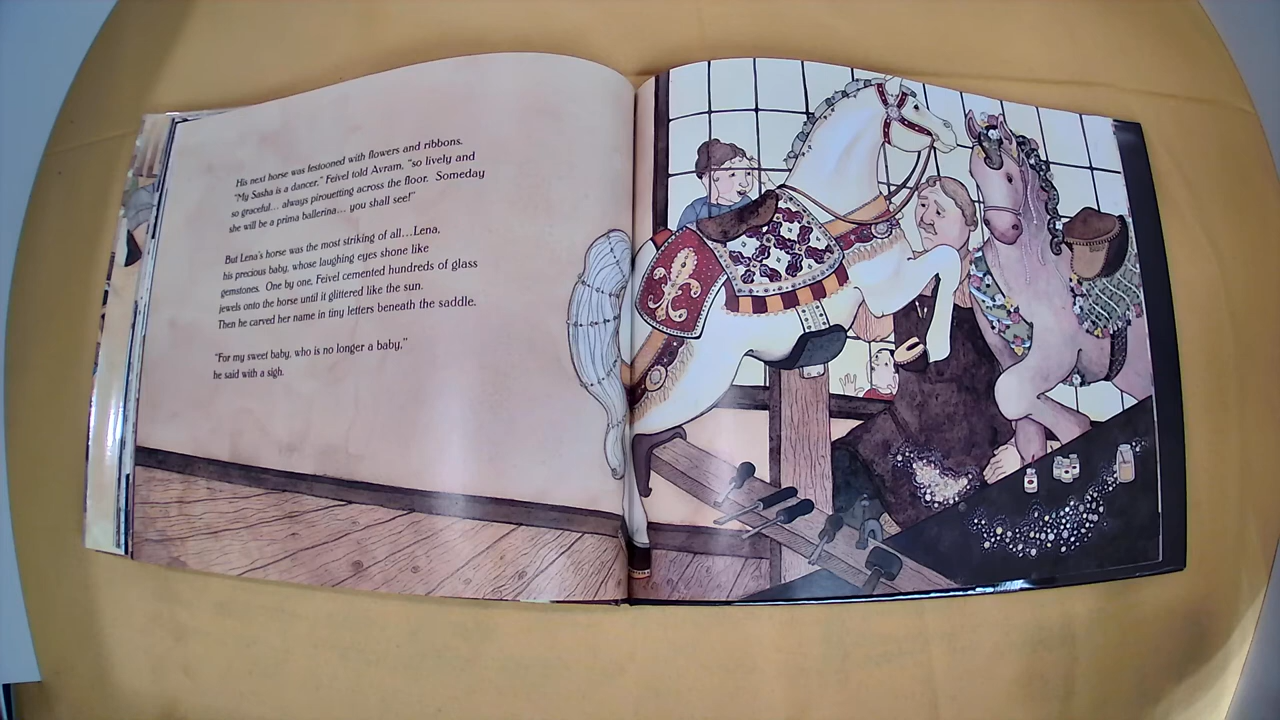 His next horse was festooned with flowers and ribbons.
"My Sasha is a dancer," Feivel told Avram, "so lively and
so graceful... always pirouetting across the floor. Someday
she will be a prima ballerina... you shall see!"
But Lena's horse was the most striking of all...Lena,
his precious baby, whose laughing eyes shone like
gemstones. One by one, Feivel cemented hundreds of glass
jewels onto the horse until it glittered like the sun.
Then he carved her name in tiny letters beneath the saddle.
"For my sweet baby, who is no longer a baby,"
he said with a sigh.